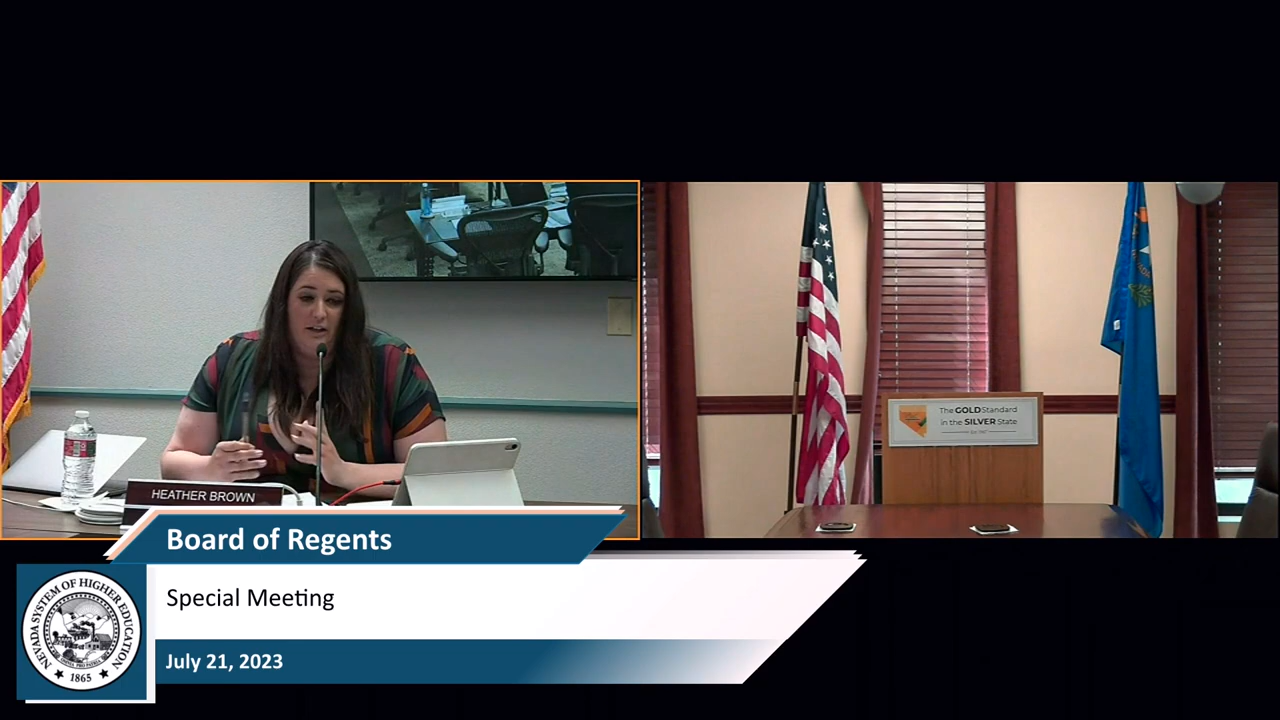 The GOLD Standard
in the SILVER State
HEATHER BROWN
Board of Regents
Special Meeting
July 21, 2023
NEVADA SYSTEM OF HIGHER EDUCATION
1865